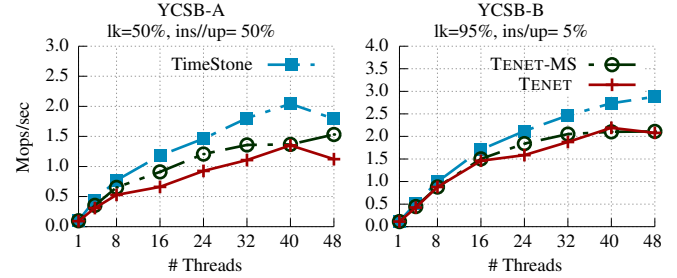 YCSB-A
lk=50%, ins//up= 50%
3.0
2.5
2.0
1.5
1.0
0.5
0.0
Mops/sec
TimeStone
1 8 16 24 32 40 48
# Threads
YCSB-B
lk=95%, ins/up= 5%
4.0
3.5
3.0
2.5
2.0
1.5
1.0
0.5
0.0
TENET-MS
TENET
1 8 16 24 32 40 48
# Threads